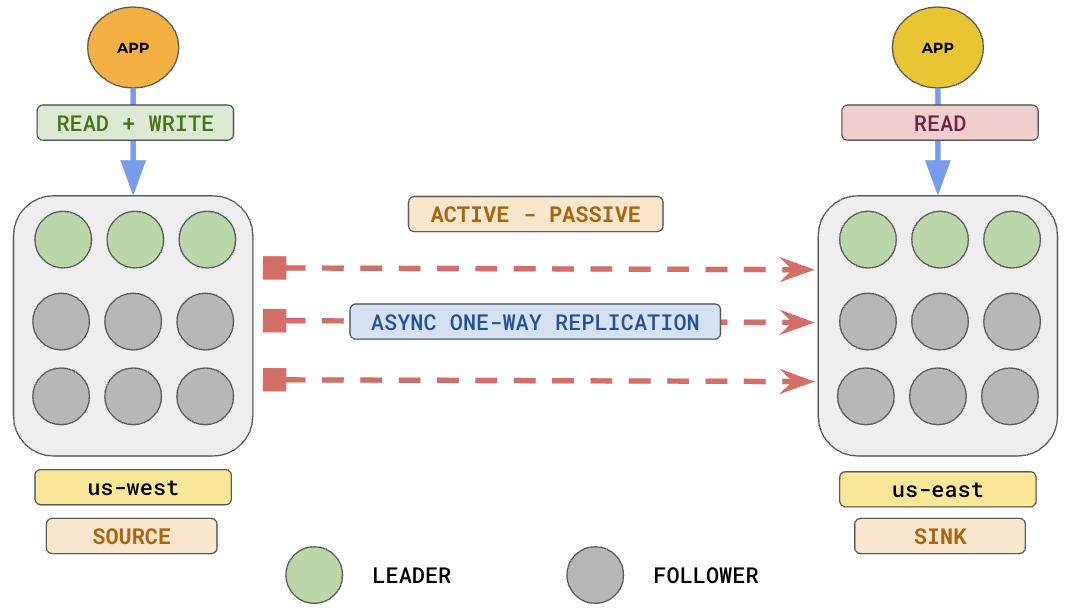 APP
APP
READ + WRITE
READ
ACTIVE - PASSIVE
ASYNC ONE-WAY REPLICATION
us-west
us-east
SOURCE
SINK
LEADER
FOLLOWER